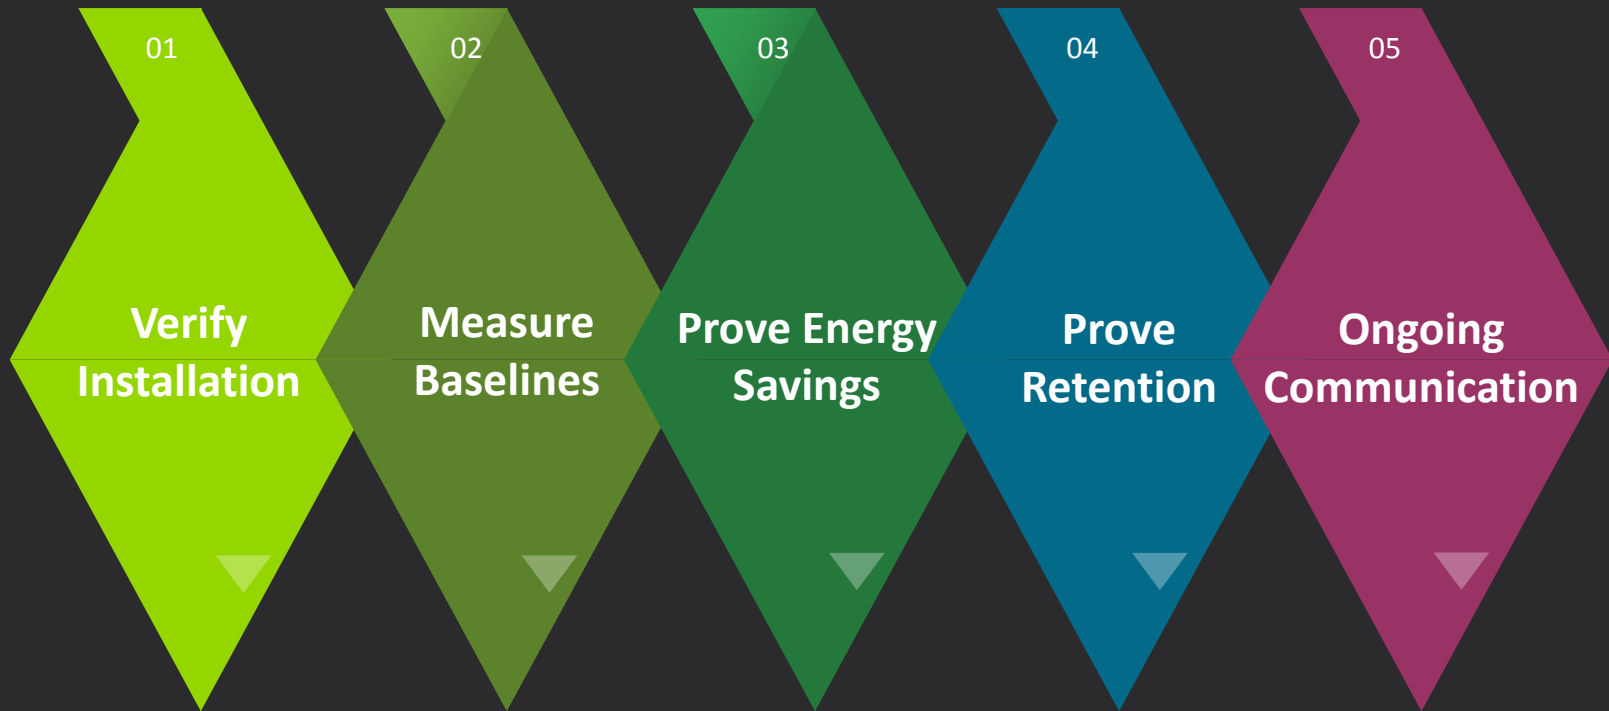 01
Verify
Installation
02
Measure
Baselines
03
Prove Energy
Savings
04
Prove
Retention
05
Ongoing
Communication